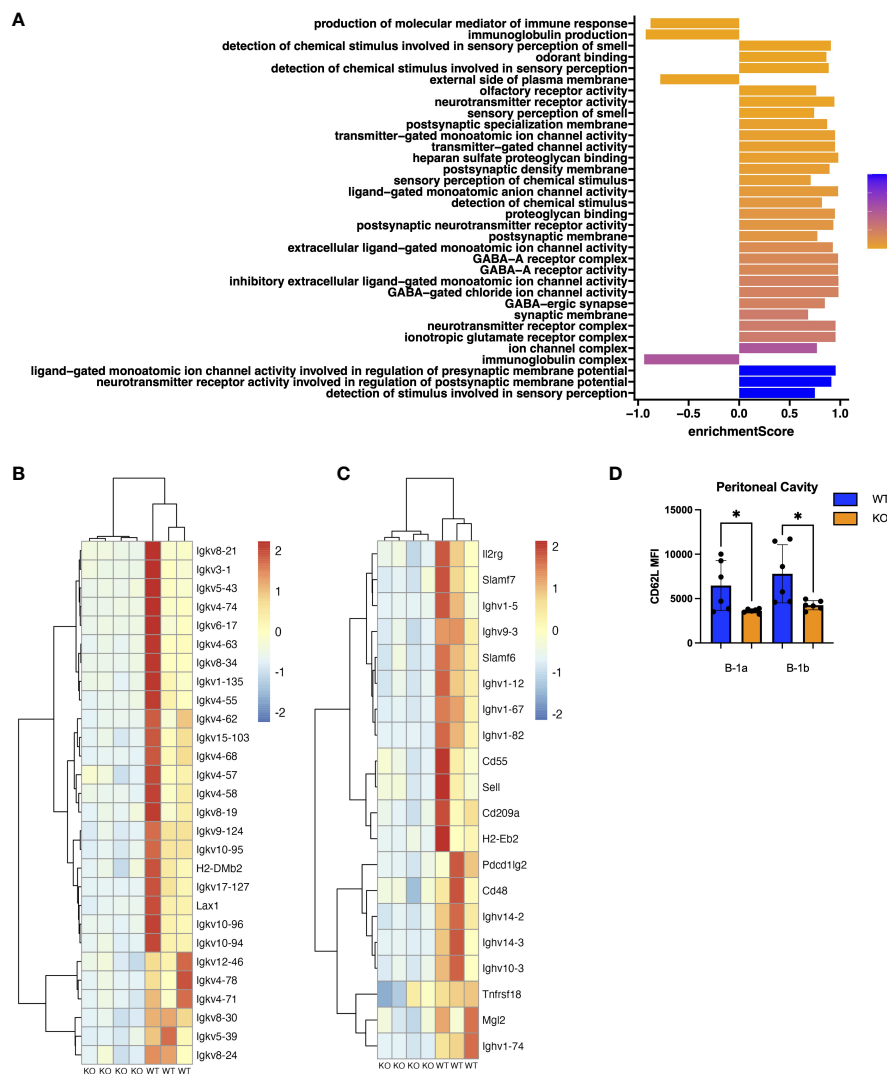 A
production of molecular mediator of immune response
immunoglobulin production
detection of chemical stimulus involved in sensory perception of smell
odorant binding
detection of chemical stimulus involved in sensory perception
external side of plasma membrane
olfactory receptor activity
neurotransmitter receptor activity
sensory perception of smell
postsynaptic specialization membrane
transmitter−gated monoatomic ion channel activity
transmitter−gated channel activity
heparan sulfate proteoglycan binding
postsynaptic density membrane
sensory perception of chemical stimulus
ligand−gated monoatomic anion channel activity
detection of chemical stimulus
proteoglycan binding
postsynaptic neurotransmitter receptor activity
postsynaptic membrane
extracellular ligand−gated monoatomic ion channel activity
GABA−A receptor complex
GABA−A receptor activity
inhibitory extracellular ligand−gated monoatomic ion channel activity
GABA−gated chloride ion channel activity
GABA−ergic synapse
synaptic membrane
neurotransmitter receptor complex
ionotropic glutamate receptor complex
ion channel complex
immunoglobulin complex
ligand−gated monoatomic ion channel activity involved in regulation of presynaptic membrane potential
neurotransmitter receptor activity involved in regulation of postsynaptic membrane potential
detection of stimulus involved in sensory perception
−1.0 −0.5 0.0 0.5 1.0
enrichmentScore
B
Igkv8-21
Igkv3-1
Igkv5-43
Igkv4-74
Igkv6-17
Igkv4-63
Igkv8-34
Igkv1-135
Igkv4-55
Igkv4-62
Igkv15-103
Igkv4-68
Igkv4-57
Igkv4-58
Igkv8-19
Igkv9-124
Igkv10-95
H2-DMb2
Igkv17-127
Lax1
Igkv10-96
Igkv10-94
Igkv12-46
Igkv4-78
Igkv4-71
Igkv8-30
Igkv5-39
Igkv8-24
KO KO KO KO WT WT WT
2
1
0
-1
-2
C
Il2rg
Slamf7
Ighv1-5
Ighv9-3
Slamf6
Ighv1-12
Ighv1-67
Ighv1-82
Cd55
Sell
Cd209a
H2-Eb2
Pdcd1lg2
Cd48
Ighv14-2
Ighv14-3
Ighv10-3
Tnfrsf18
Mgl2
Ighv1-74
KO KO KO KO WT WT WT
2
1
0
-1
-2
D
Peritoneal Cavity
WT
KO
CD62L MFI
15000
10000
5000
0
* *
B-1a B-1b